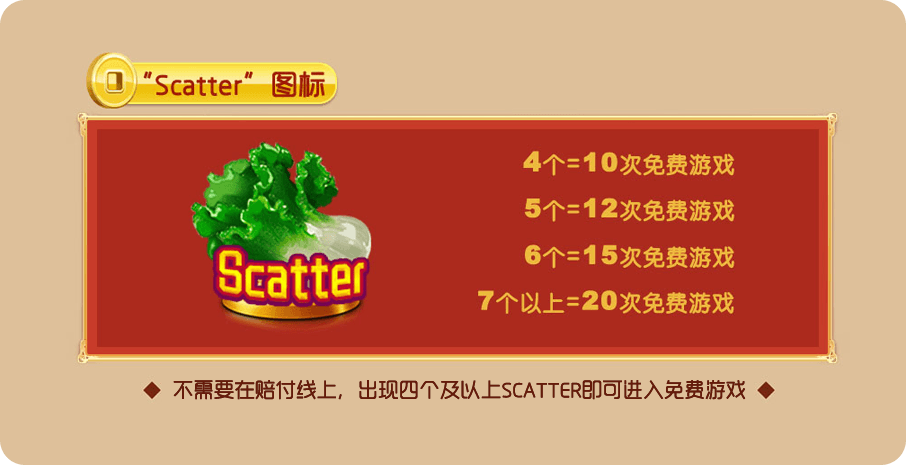 “Scatter” 图标
4个=10次免费游戏
5个=12次免费游戏
6个=15次免费游戏
7个以上=20次免费游戏
Scatter
◆ 不需要在赔付线上，出现四个及以上SCATTER即可进入免费游戏 ◆